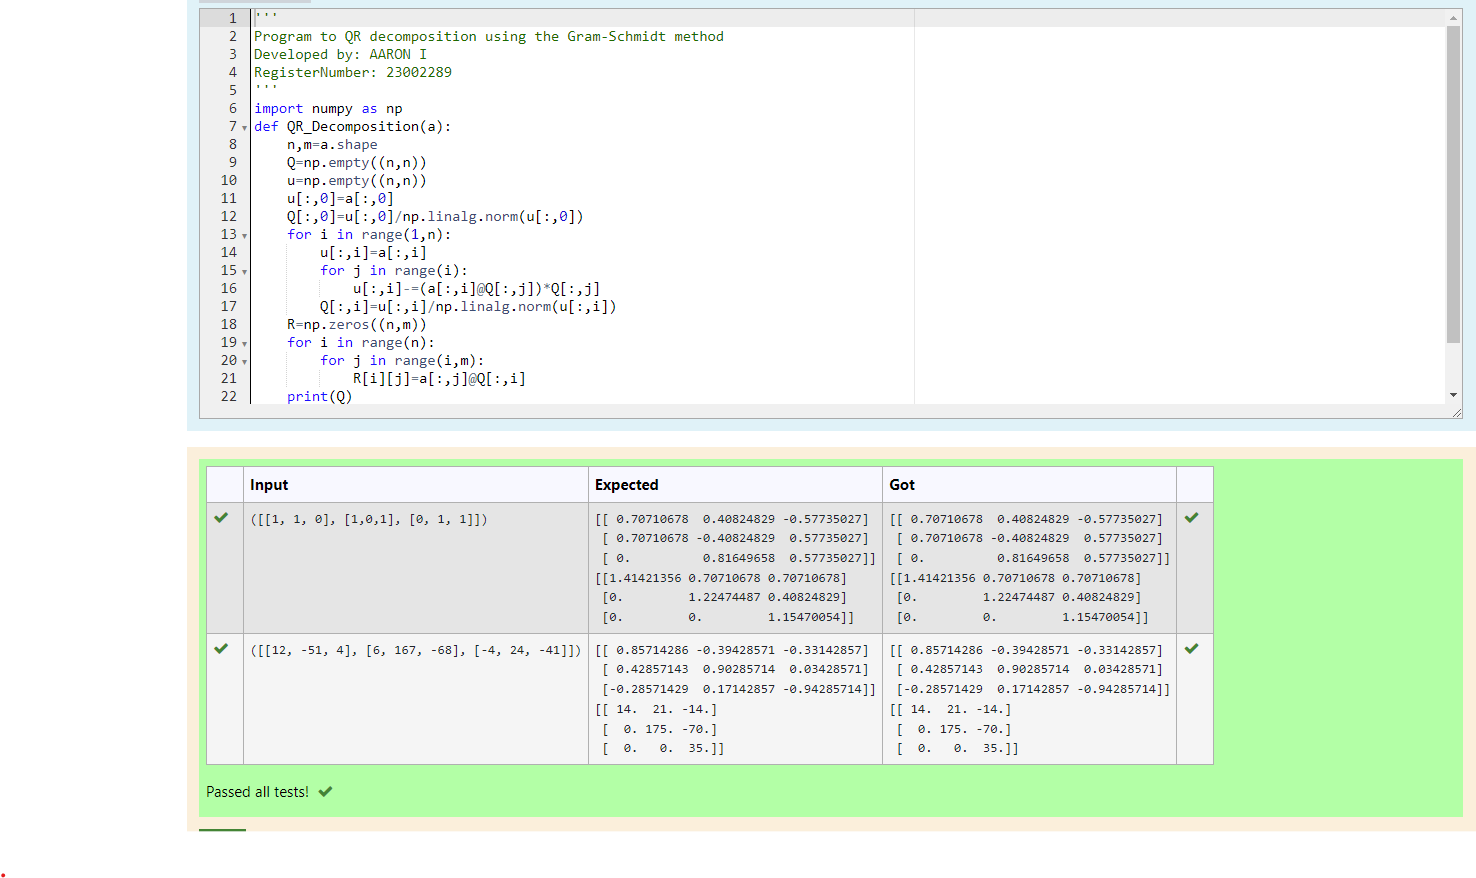 1 '''
2 Program to QR decomposition using the Gram-Schmidt method
3 Developed by: AARON I
4 RegisterNumber: 23002289
5 '''
6 import numpy as np
7 def QR_Decomposition(a):
8     n,m=a.shape
9     Q=np.empty((n,n))
10     u=np.empty((n,n))
11     u[:,0]=a[:,0]
12     Q[:,0]=u[:,0]/np.linalg.norm(u[:,0])
13     for i in range(1,n):
14         u[:,i]=a[:,i]
15         for j in range(i):
16             u[:,i]-=(a[:,i]@Q[:,j])*Q[:,j]
17         Q[:,i]=u[:,i]/np.linalg.norm(u[:,i])
18     R=np.zeros((n,m))
19     for i in range(n):
20         for j in range(i,m):
21             R[i][j]=a[:,j]@Q[:,i]
22     print(Q)
Input Expected Got
([[1, 1, 0], [1,0,1], [0, 1, 1]]) [[ 0.70710678  0.40824829 -0.57735027] [[ 0.70710678  0.40824829 -0.57735027]
[ 0.70710678 -0.40824829  0.57735027] [ 0.70710678 -0.40824829  0.57735027]
[ 0.          0.81649658  0.57735027]] [ 0.          0.81649658  0.57735027]]
[[1.41421356 0.70710678 0.70710678] [[1.41421356 0.70710678 0.70710678]
[0.         1.22474487 0.40824829] [0.         1.22474487 0.40824829]
[0.         0.         1.15470054]] [0.         0.         1.15470054]]
([[12, -51, 4], [6, 167, -68], [-4, 24, -41]]) [[ 0.85714286 -0.39428571 -0.33142857] [[ 0.85714286 -0.39428571 -0.33142857]
[ 0.42857143  0.90285714  0.03428571] [ 0.42857143  0.90285714  0.03428571]
[-0.28571429  0.17142857 -0.94285714]] [-0.28571429  0.17142857 -0.94285714]]
[[ 14.  21. -14.] [[ 14.  21. -14.]
[  0. 175. -70.] [  0. 175. -70.]
[  0.   0.  35.]] [  0.   0.  35.]]
Passed all tests!